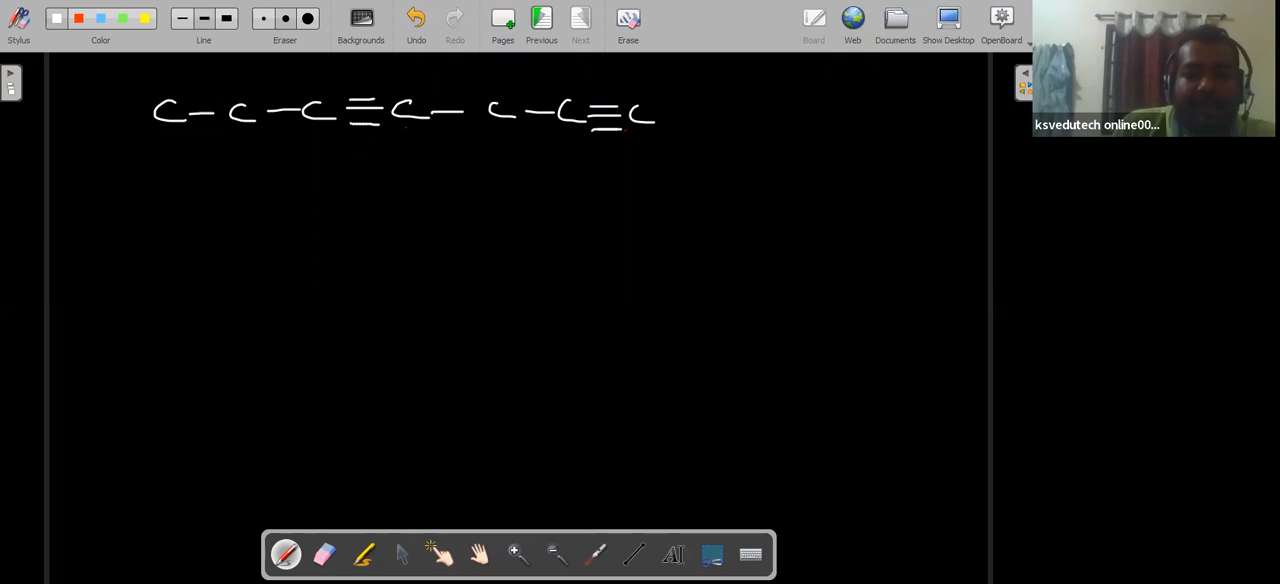 Stylus Color Line Eraser Backgrounds Undo Redo Pages Previous Next Erase Board Web Documents Show Desktop OpenBoard
C - C - C ≡ C - C - C ≡ C
ksvedutech online00...
AI